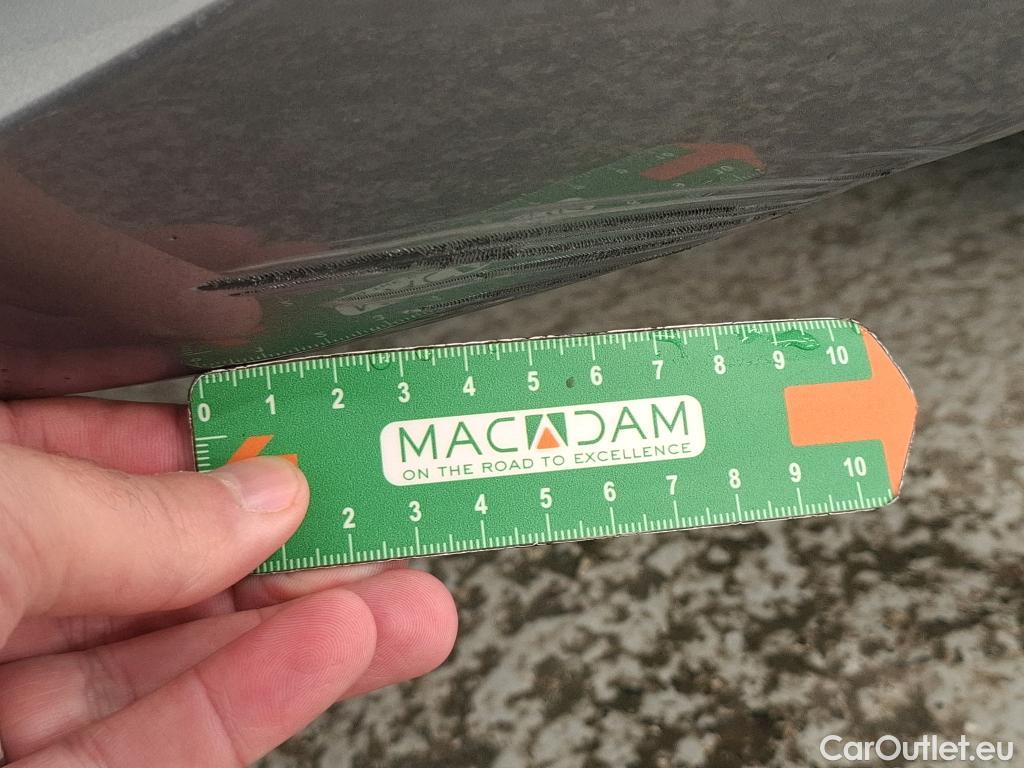 0 1 2 3 4 5 6 7 8 9 10
MACADAM
ON THE ROAD TO EXCELLENCE
2 3 4 5 6 7 8 9 10
CarOutlet.eu